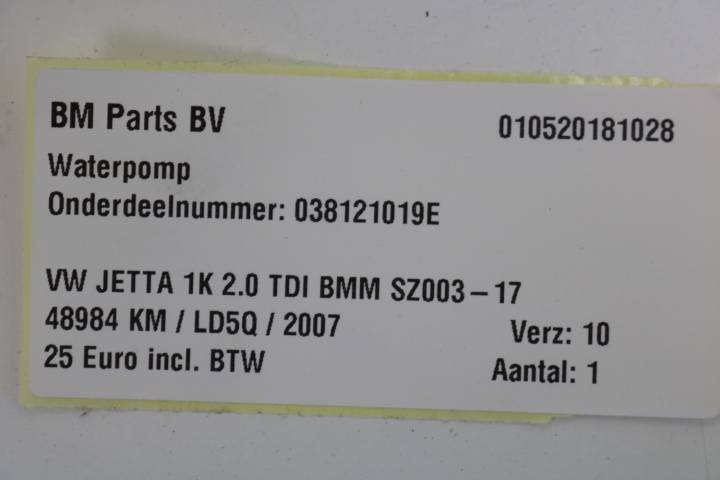 BM Parts BV 010520181028
Waterpomp
Onderdeelnummer: 038121019E
VW JETTA 1K 2.0 TDI BMM SZ003-17
48984 KM / LD5Q / 2007 Verz: 10
25 Euro incl. BTW Aantal: 1